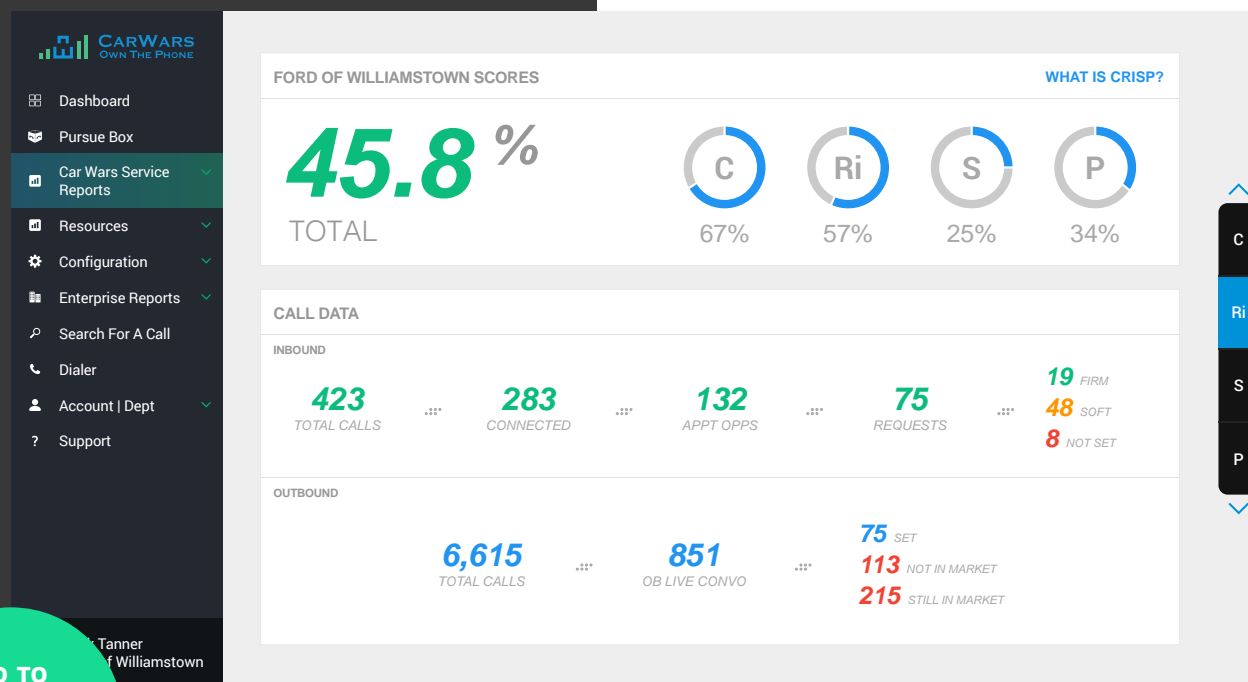 CARWARS
OWN THE PHONE
Dashboard
Pursue Box
Car Wars Service
Reports
Resources
Configuration
Enterprise Reports
Search For A Call
Dialer
Account | Dept
? Support
Tanner
of Williamstown
TO
FORD OF WILLIAMSTOWN SCORES
WHAT IS CRISP?
45.8 %
TOTAL
C
Ri
S
P
67%
57%
25%
34%
CALL DATA
INBOUND
423
TOTAL CALLS
283
CONNECTED
132
APPT OPPS
75
REQUESTS
19 FIRM
48 SOFT
8 NOT SET
OUTBOUND
6,615
TOTAL CALLS
851
OB LIVE CONVO
75 SET
113 NOT IN MARKET
215 STILL IN MARKET
C
Ri
S
P